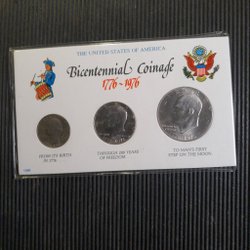 THE UNITED STATES OF AMERICA
Bicentennial Coinage
1776~1976
FROM ITS BIRTH
IN 1776
THROUGH 200 YEARS
OF FREEDOM
TO MAN'S FIRST
STEP ON THE MOON.